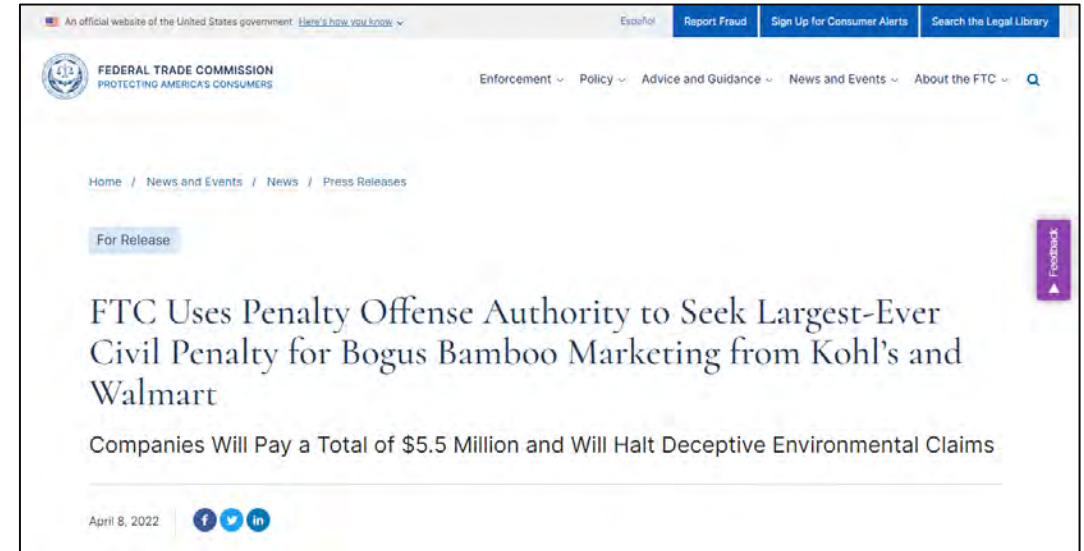 An official website of the United States government Here's how you know
Español
Report Fraud
Sign Up for Consumer Alerts
Search the Legal Library
FEDERAL TRADE COMMISSION
PROTECTING AMERICA'S CONSUMERS
Enforcement Policy Advice and Guidance News and Events About the FTC
Home / News and Events / News / Press Releases
For Release
Feedback
FTC Uses Penalty Offense Authority to Seek Largest-Ever
Civil Penalty for Bogus Bamboo Marketing from Kohl's and
Walmart
Companies Will Pay a Total of $5.5 Million and Will Halt Deceptive Environmental Claims
April 8, 2022